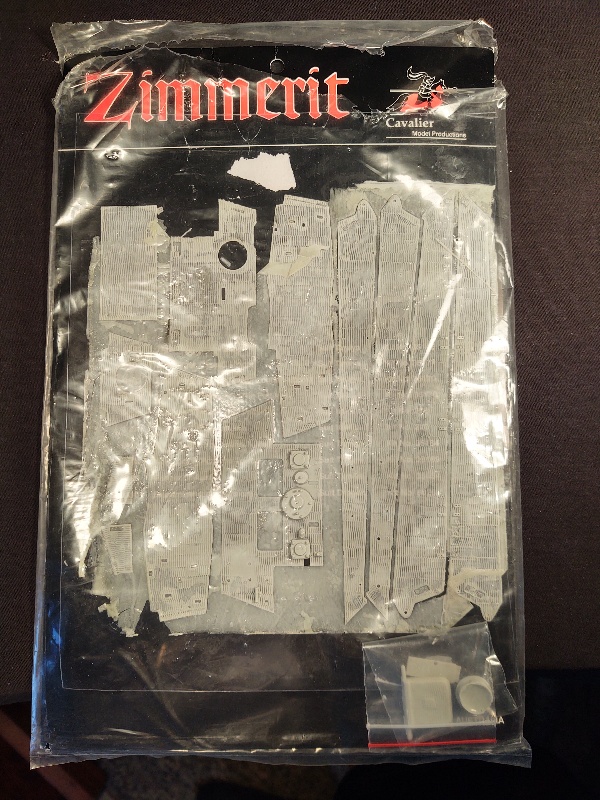 Zimmerit
Cavalier
Model Productions